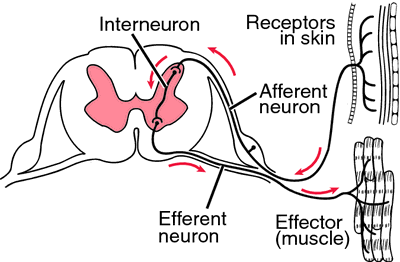 Interneuron
Receptors
in skin
Afferent
neuron
Efferent
neuron
Effector
(muscle)